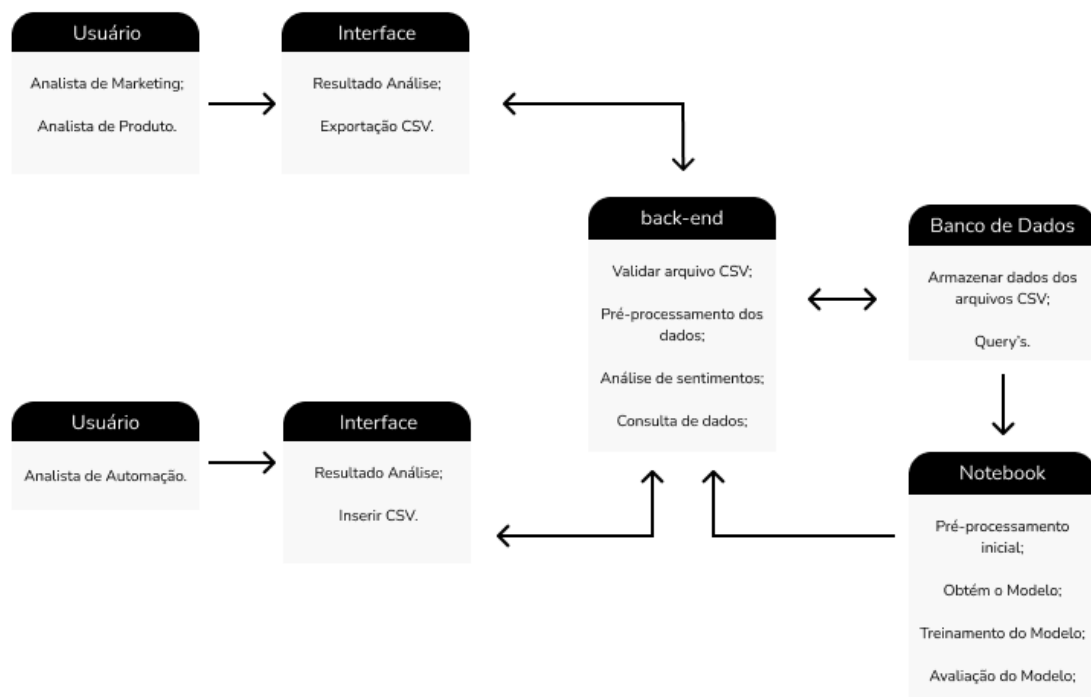 Usuário
Analista de Marketing;
Analista de Produto.
Interface
Resultado Análise;
Exportação CSV.
back-end
Validar arquivo CSV;
Pré-processamento dos
dados;
Análise de sentimentos;
Consulta de dados;
Banco de Dados
Armazenar dados dos
arquivos CSV;
Query's.
Usuário
Analista de Automação.
Interface
Resultado Análise;
Inserir CSV.
Notebook
Pré-processamento
inicial;
Obtém o Modelo;
Treinamento do Modelo;
Avaliação do Modelo;